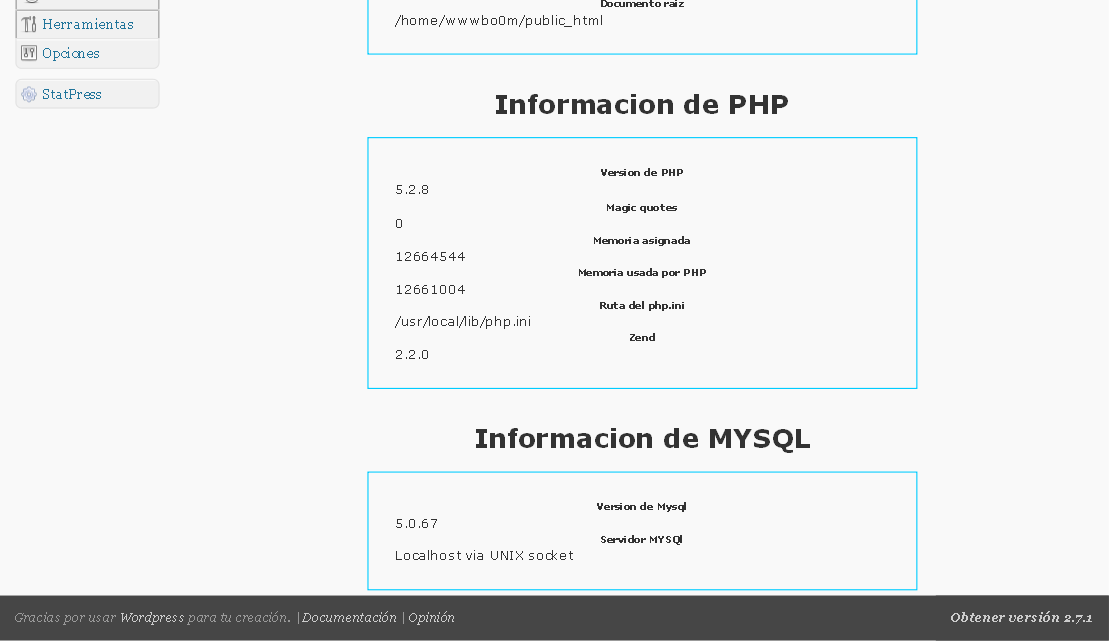 Herramientas
Opciones
StatPress
Documento raiz
/home/wwwbo0m/public_html
Informacion de PHP
Version de PHP
5.2.8
Magic quotes
0
Memoria asignada
12664544
Memoria usada por PHP
12661004
Ruta del php.ini
/usr/local/lib/php.ini
Zend
2.2.0
Informacion de MYSQL
Version de Mysql
5.0.67
Servidor MYSQl
Localhost via UNIX socket
Gracias por usar Wordpress para tu creación. | Documentación | Opinión
Obtener versión 2.7.1